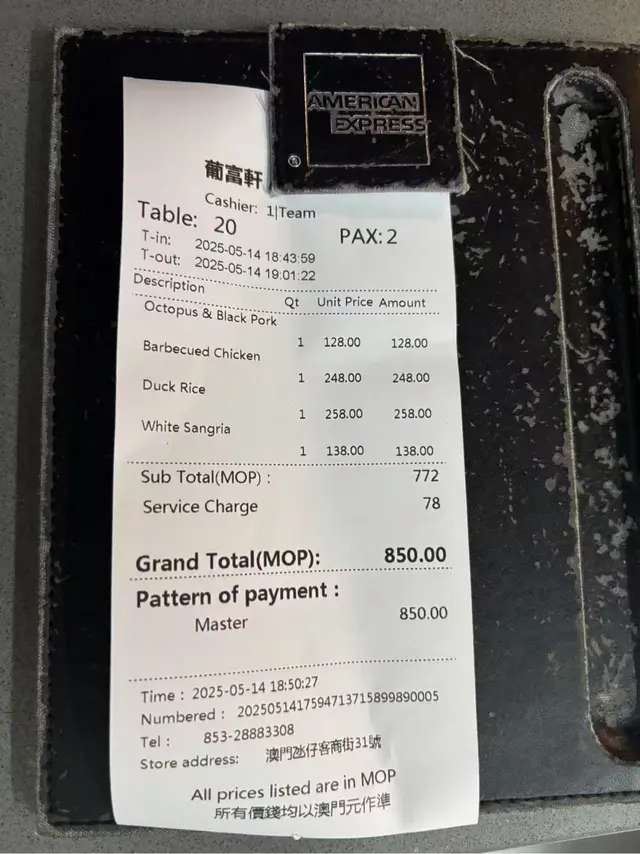 AMERICAN
EXPRESS
®
葡富軒
Cashier: 1|Team
Table: 20
PAX: 2
T-in: 2025-05-14 18:43:59
T-out: 2025-05-14 19:01:22
Description Qt Unit Price Amount
Octopus & Black Pork
1 128.00 128.00
Barbecued Chicken
1 248.00 248.00
Duck Rice
1 258.00 258.00
White Sangria
1 138.00 138.00
Sub Total(MOP) : 772
Service Charge 78
Grand Total(MOP): 850.00
Pattern of payment :
Master 850.00
Time : 2025-05-14 18:50:27
Numbered : 2025051417594713715899890005
Tel : 853-28883308
Store address: 澳門氹仔客商街31號
All prices listed are in MOP
所有價錢均以澳門元作準